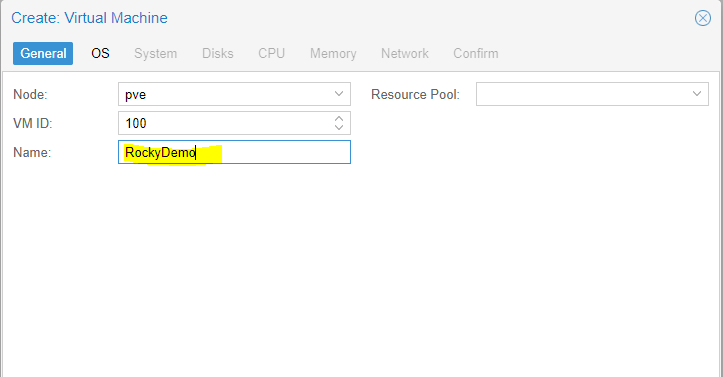 Create: Virtual Machine
General OS System Disks CPU Memory Network Confirm
Node: pve Resource Pool:
VM ID: 100
Name: RockyDemo